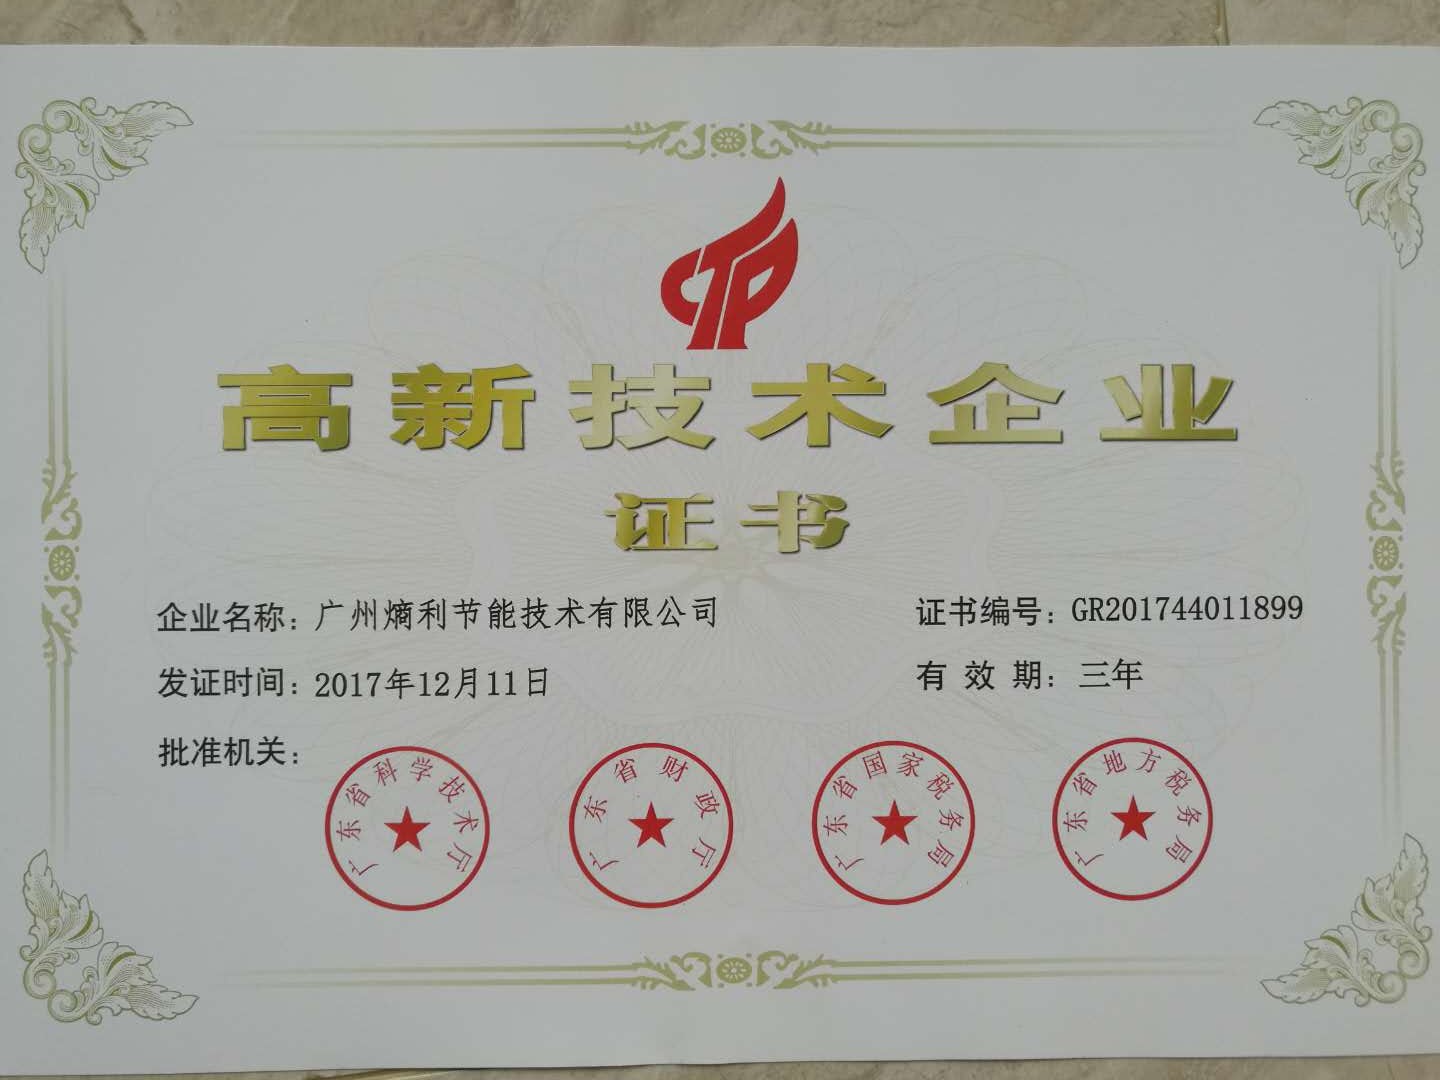 CTP
高新技术企业
证书
企业名称：广州熵利节能技术有限公司
证书编号：GR201744011899
发证时间：2017年12月11日
有效期：三年
批准机关：
广东省科学技术厅
广东省财政厅
广东省国家税务局
广东省地方税务局